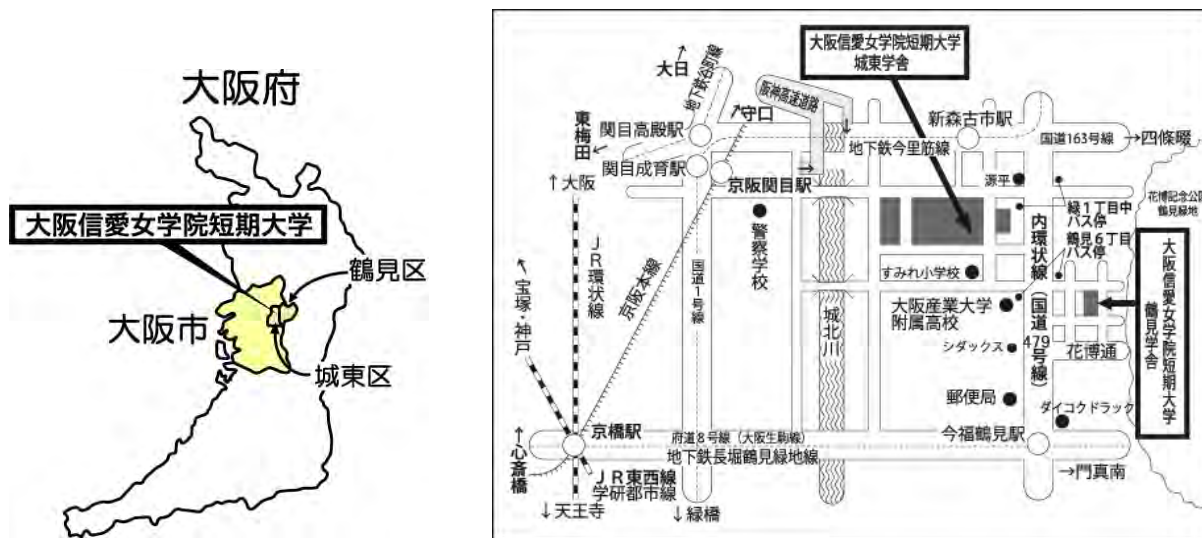 大阪府
大阪信愛女学院短期大学
鶴見区
大阪市
城東区
大阪信愛女学院短期大学
城東学舎
↑
大日
地下鉄谷町線
阪神高速道路
↗守口
新森古市駅
東梅田
←
関目高殿駅
地下鉄今里筋線
国道163号線
→四條畷
関目成育駅
京阪関目駅
源平
花博記念公園
鶴見緑地
↑大阪
緑1丁目中
バス停
鶴見6丁目
バス停
警察学校
内環状線(国道479号線)
JR環状線
京阪本線
国道1号線
すみれ小学校
大阪信愛女学院短期大学
鶴見学舎
宝塚・神戸
城北川
大阪産業大学
附属高校
シダックス
花博通
郵便局
ダイコクドラック
京橋駅
府道8号線(大阪生駒線)
今福鶴見駅
地下鉄長堀鶴見緑地線
心斎橋
JR東西線
学研都市線
→門真南
↓天王寺
↓緑橋